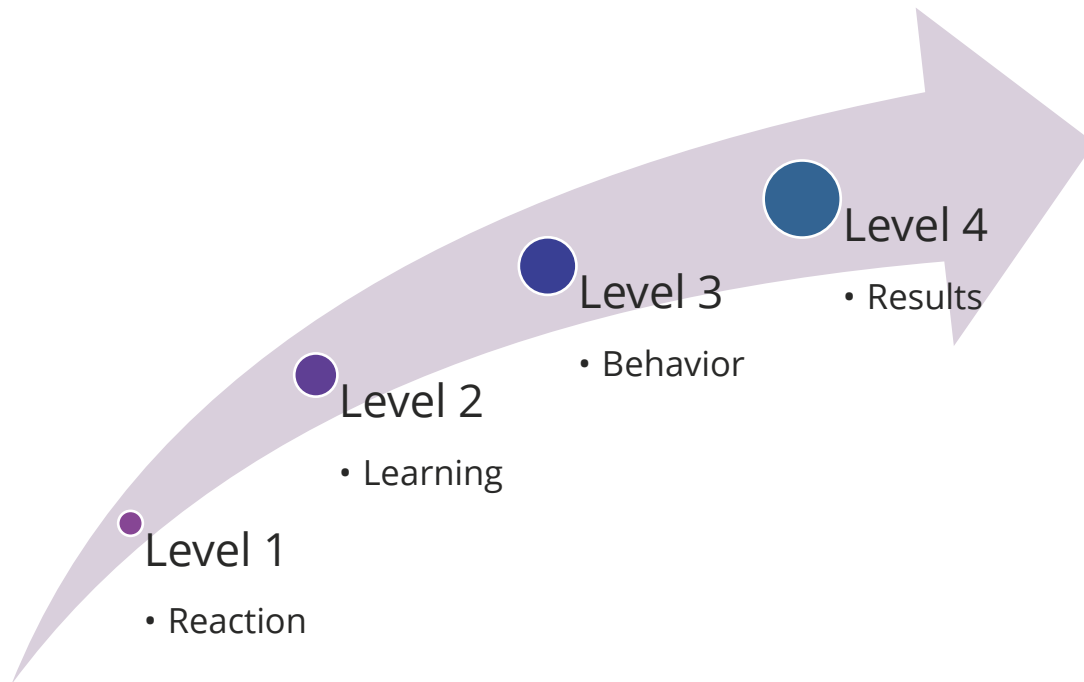 Level 1
• Reaction
Level 2
• Learning
Level 3
• Behavior
Level 4
• Results